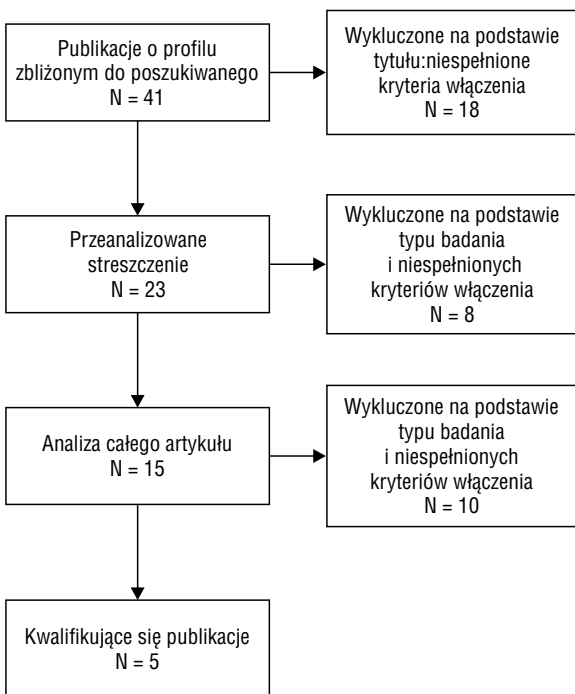 Publikacje o profilu
zbliżonym do poszukiwanego
N = 41
Wykluczone na podstawie
tytułu:niespełnione
kryteria włączenia
N = 18
Przeanalizowane
streszczenie
N = 23
Wykluczone na podstawie
typu badania
i niespełnionych
kryteriów włączenia
N = 8
Analiza całego artykułu
N = 15
Wykluczone na podstawie
typu badania
i niespełnionych
kryteriów włączenia
N = 10
Kwalifikujące się publikacje
N = 5